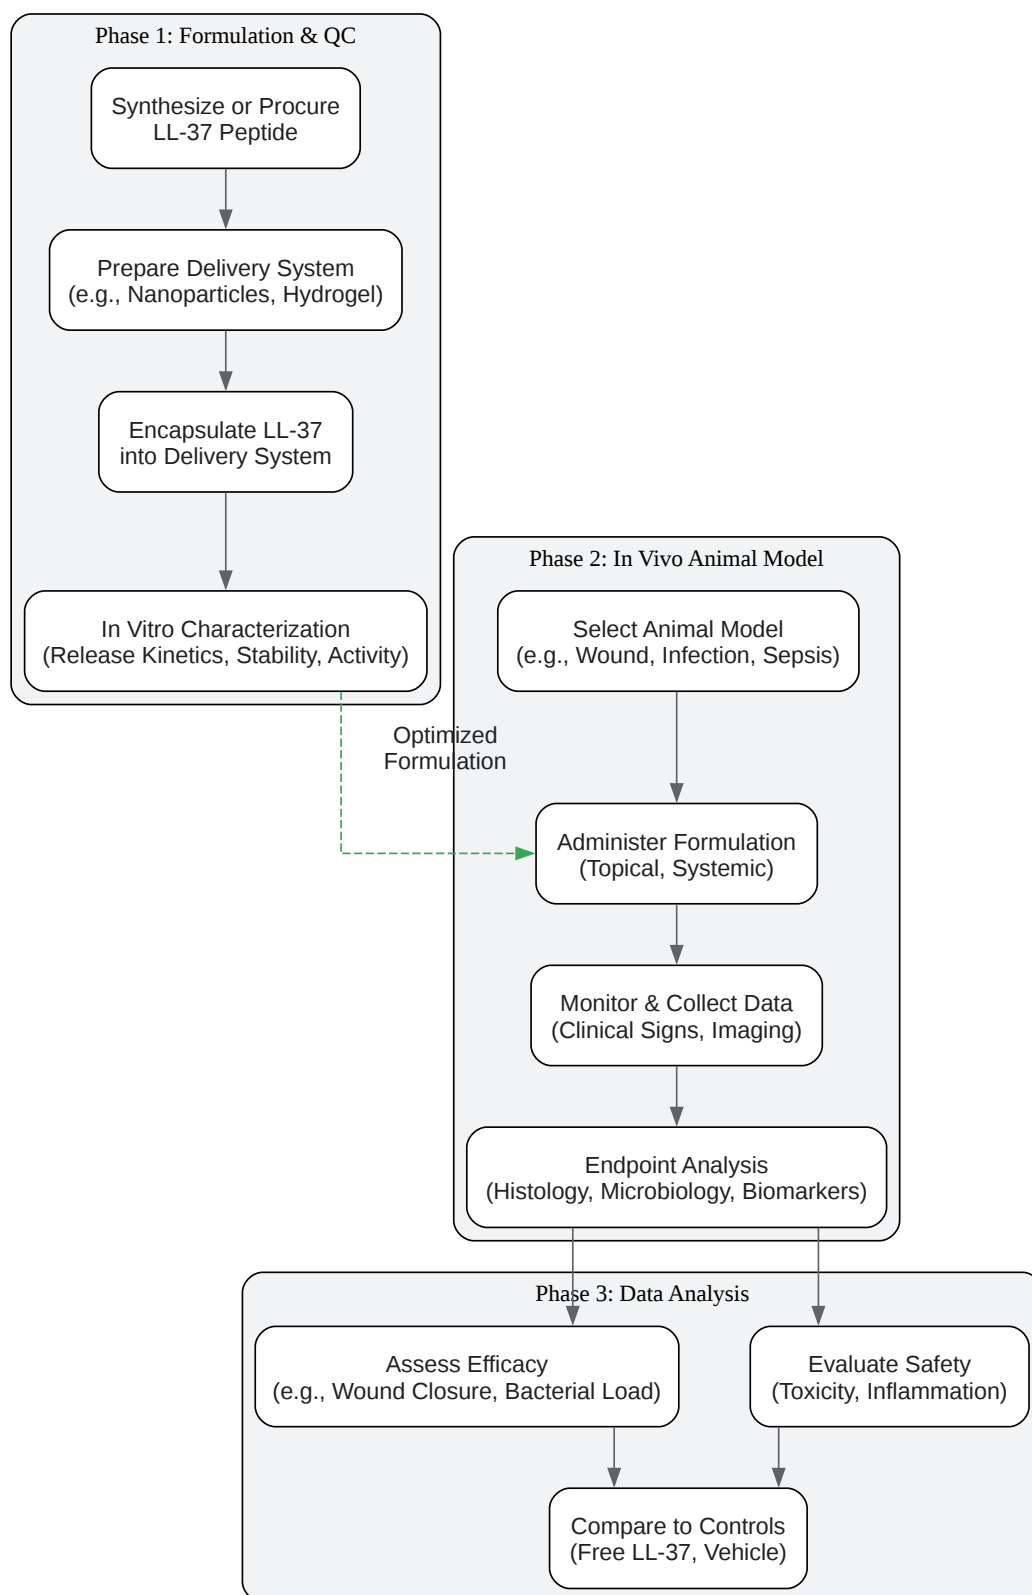 Phase 1: Formulation & QC
Synthesize or Procure
LL-37 Peptide
Prepare Delivery System
(e.g., Nanoparticles, Hydrogel)
Encapsulate LL-37
into Delivery System
In Vitro Characterization
(Release Kinetics, Stability, Activity)
Optimized
Formulation
Phase 2: In Vivo Animal Model
Select Animal Model
(e.g., Wound, Infection, Sepsis)
Administer Formulation
(Topical, Systemic)
Monitor & Collect Data
(Clinical Signs, Imaging)
Endpoint Analysis
(Histology, Microbiology, Biomarkers)
Phase 3: Data Analysis
Assess Efficacy
(e.g., Wound Closure, Bacterial Load)
Evaluate Safety
(Toxicity, Inflammation)
Compare to Controls
(Free LL-37, Vehicle)